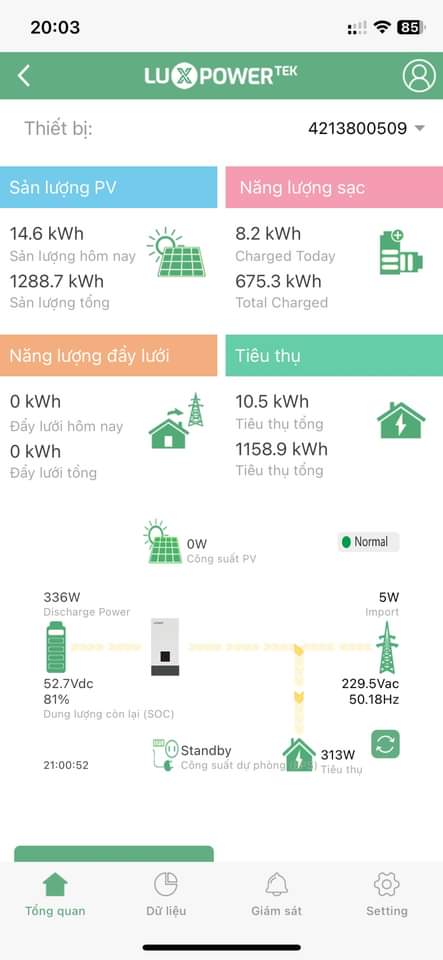 20:03
85
LUXPOWERTEK
Thiết bị:
4213800509
Sản lượng PV
Năng lượng sạc
14.6 kWh
Sản lượng hôm nay
1288.7 kWh
Sản lượng tổng
8.2 kWh
Charged Today
675.3 kWh
Total Charged
Năng lượng đẩy lưới
Tiêu thụ
0 kWh
Đẩy lưới hôm nay
0 kWh
Đẩy lưới tổng
10.5 kWh
Tiêu thụ tổng
1158.9 kWh
Tiêu thụ tổng
0W
Công suất PV
Normal
336W
Discharge Power
5W
Import
52.7Vdc
81%
Dung lượng còn lại (SOC)
229.5Vac
50.18Hz
Standby
Công suất dự phòng
313W
Tiêu thụ
21:00:52
Tổng quan
Dữ liệu
Giám sát
Setting